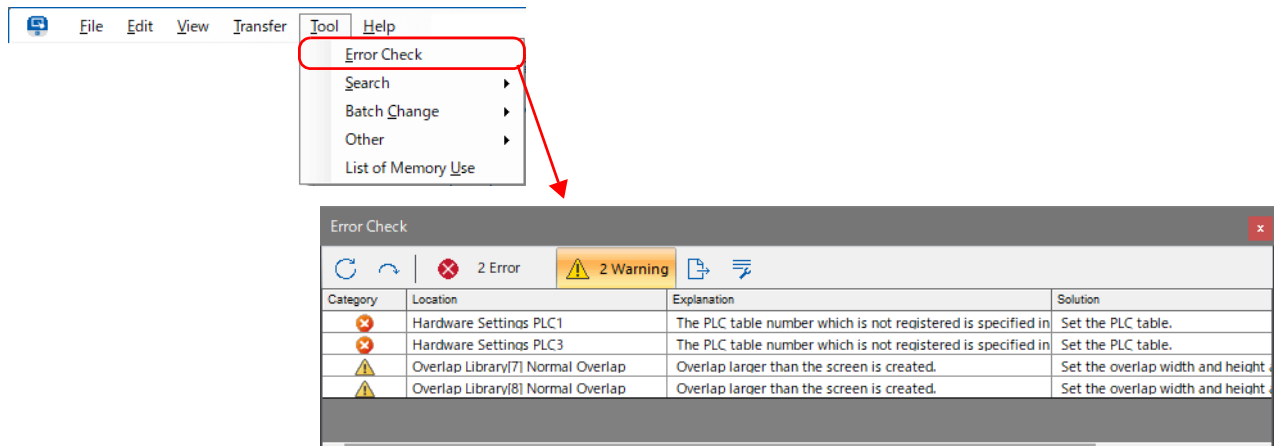 File Edit View Transfer Tool Help
Error Check
Search
Batch Change
Other
List of Memory Use
Error Check
x
2 Error 2 Warning
Category Location Explanation Solution
Hardware Settings PLC1 The PLC table number which is not registered is specified in Set the PLC table.
Hardware Settings PLC3 The PLC table number which is not registered is specified in Set the PLC table.
Overlap Library[7] Normal Overlap Overlap larger than the screen is created. Set the overlap width and height
Overlap Library[8] Normal Overlap Overlap larger than the screen is created. Set the overlap width and height